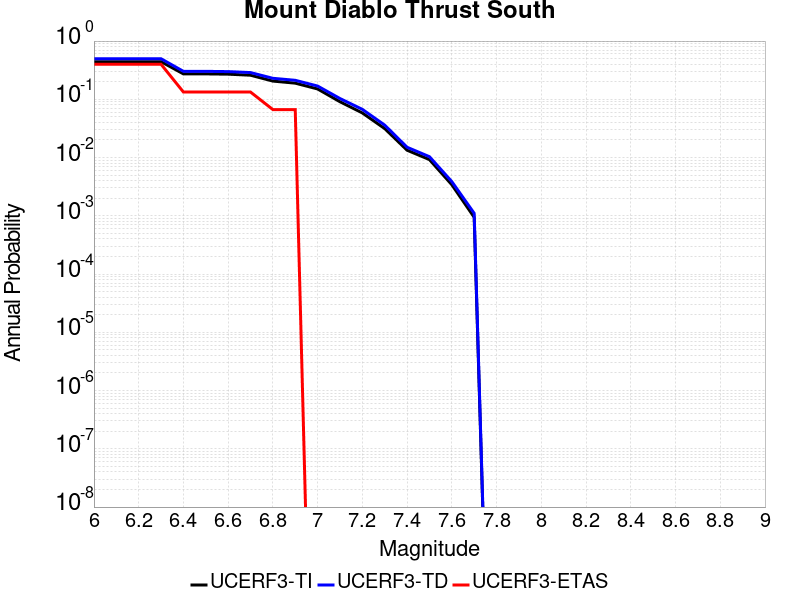 Mount Diablo Thrust South
10^0
10^-1
10^-2
10^-3
10^-4
10^-5
10^-6
10^-7
10^-8
Annual Probability
6 6.2 6.4 6.6 6.8 7 7.2 7.4 7.6 7.8 8 8.2 8.4 8.6 8.8 9
Magnitude
UCERF3-TI UCERF3-TD UCERF3-ETAS